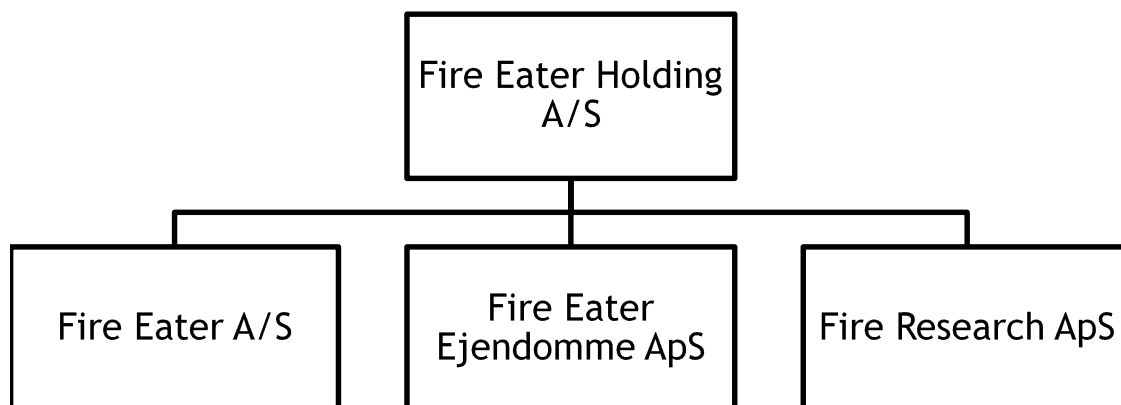 Fire Eater Holding
A/S
Fire Eater A/S
Fire Eater
Ejendomme ApS
Fire Research ApS